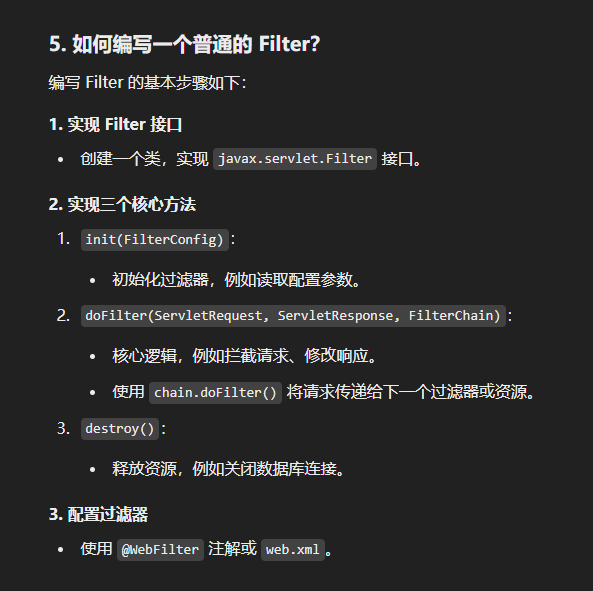 5. 如何编写一个普通的 Filter?
编写 Filter 的基本步骤如下:
1. 实现 Filter 接口
• 创建一个类，实现 javax.servlet.Filter 接口。
2. 实现三个核心方法
1. init(FilterConfig):
• 初始化过滤器，例如读取配置参数。
2. doFilter(ServletRequest, ServletResponse, FilterChain):
• 核心逻辑，例如拦截请求、修改响应。
• 使用 chain.doFilter() 将请求传递给下一个过滤器或资源。
3. destroy():
• 释放资源，例如关闭数据库连接。
3. 配置过滤器
• 使用 @WebFilter 注解或 web.xml。